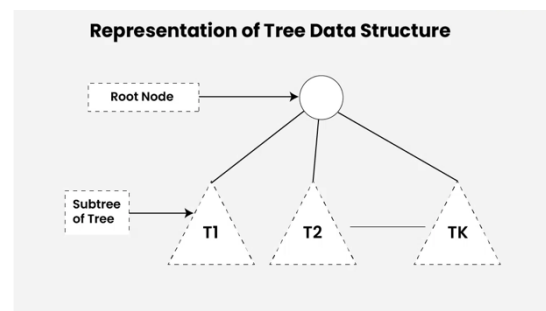 Representation of Tree Data Structure
Root Node
Subtree
of Tree
T1
T2
TK